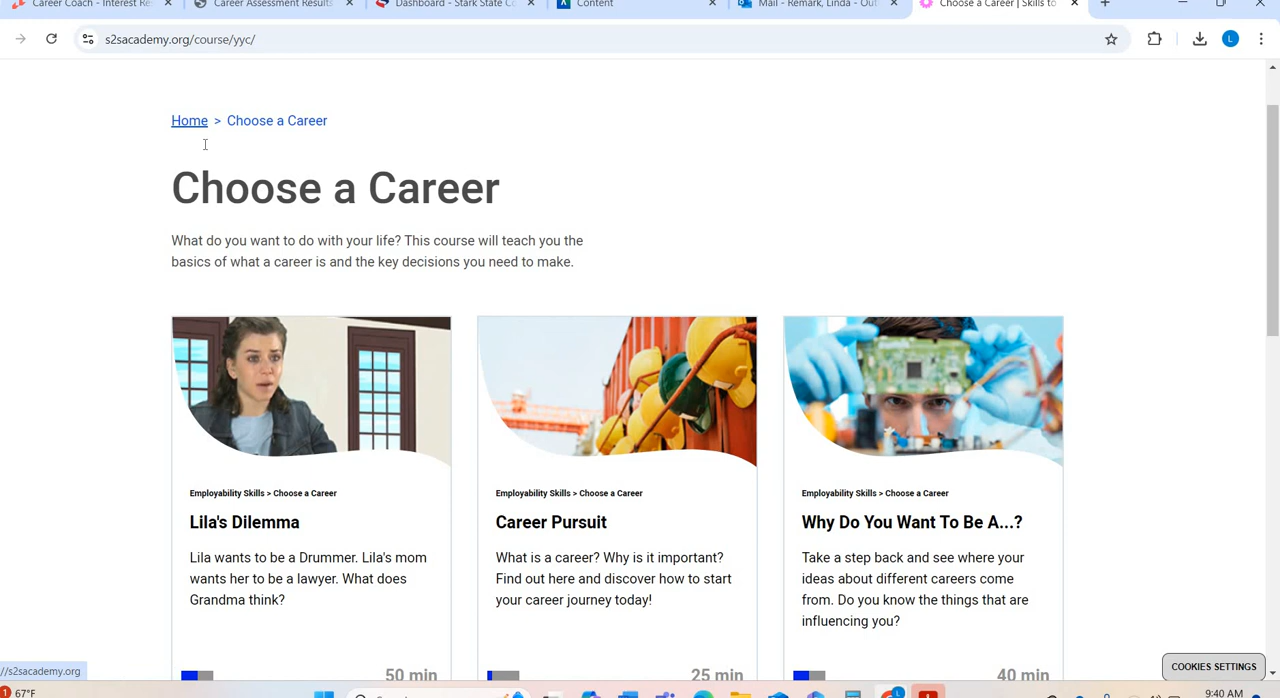 Career Coach - Interest Re
Career Assessment Results
Dashboard - Stark State Co
Content
Mail - Remark, Linda - Out
Choose a Career | Skills to
s2sacademy.org/course/yyc/
L
Home > Choose a Career
Choose a Career
What do you want to do with your life? This course will teach you the
basics of what a career is and the key decisions you need to make.
Employability Skills > Choose a Career
Lila's Dilemma
Lila wants to be a Drummer. Lila's mom
wants her to be a lawyer. What does
Grandma think?
50 min
Employability Skills > Choose a Career
Career Pursuit
What is a career? Why is it important?
Find out here and discover how to start
your career journey today!
25 min
Employability Skills > Choose a Career
Why Do You Want To Be A...?
Take a step back and see where your
ideas about different careers come
from. Do you know the things that are
influencing you?
40 min
COOKIES SETTINGS
//s2sacademy.org
1 67°F
L
9:40 AM